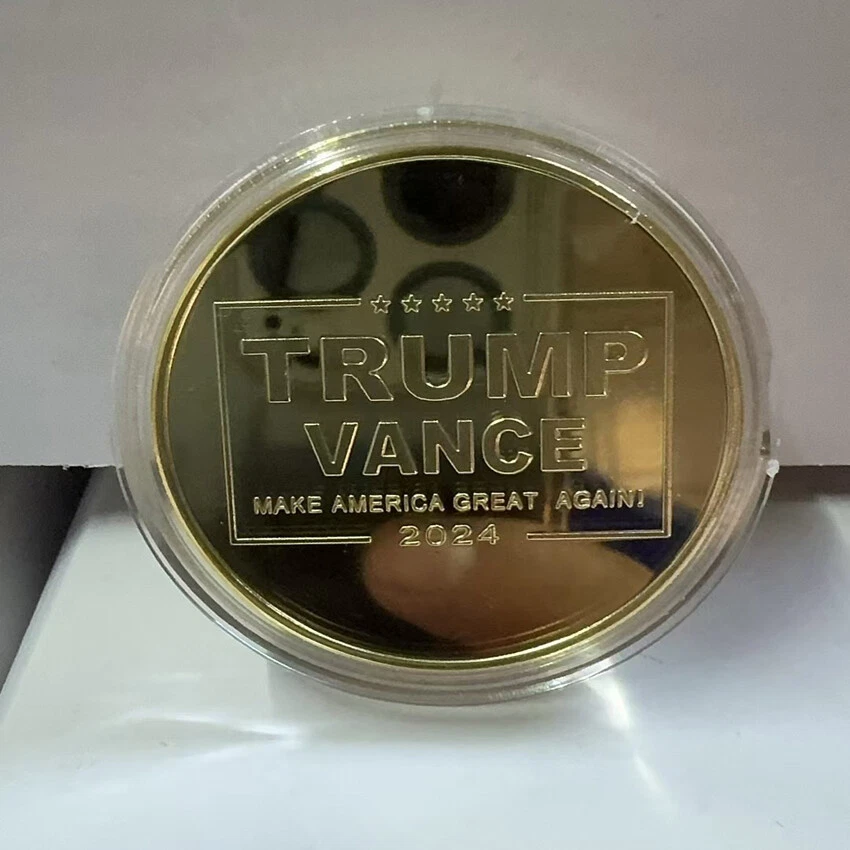 TRUMP
VANCE
MAKE AMERICA GREAT AGAIN!
2024